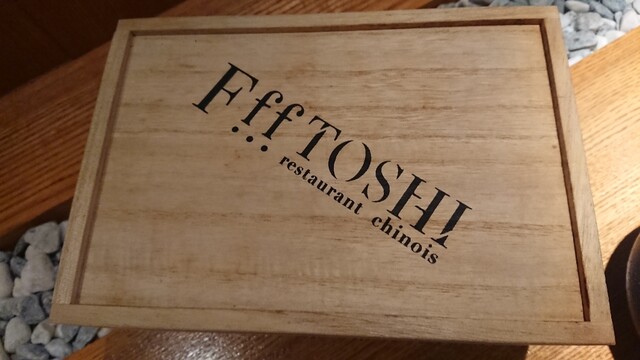 Fff... TOSHI
restaurant chinois